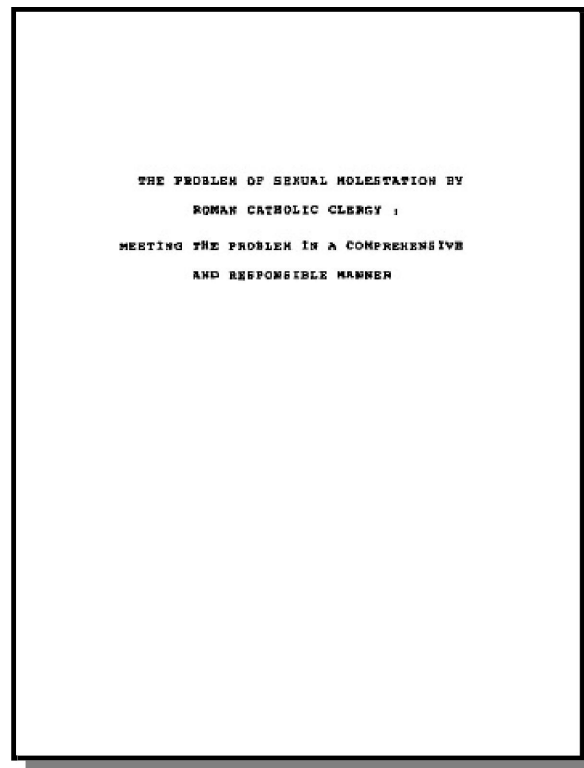 THE PROBLEM OF SEXUAL MOLESTATION BY
ROMAN CATHOLIC CLERGY :
MEETING THE PROBLEM IN A COMPREHENSIVE
AND RESPONSIBLE MANNER